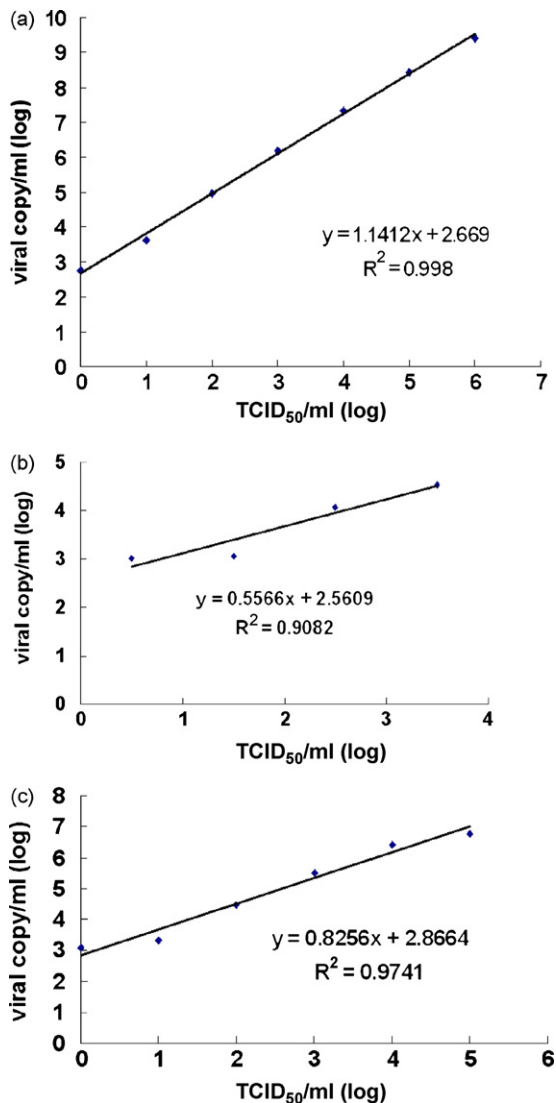 (a)
viral copy/ml (log)
10
9
8
7
6
5
4
3
2
1
0
y = 1.1412x + 2.669
R² = 0.998
0 1 2 3 4 5 6 7
TCID₅₀/ml (log)
(b)
viral copy/ml (log)
5
4
3
2
1
0
y = 0.5566x + 2.5609
R² = 0.9082
0 1 2 3 4
TCID₅₀/ml (log)
(c)
viral copy/ml (log)
8
7
6
5
4
3
2
1
0
y = 0.8256x + 2.8664
R² = 0.9741
0 1 2 3 4 5 6
TCID₅₀/ml (log)